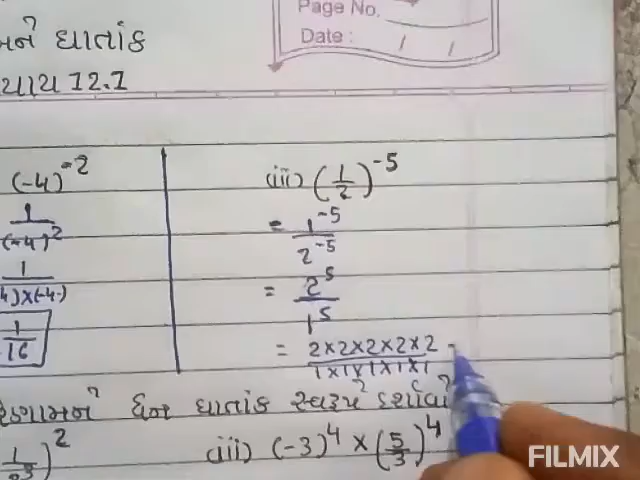 Page No.
Date : / /
ઘાતાંક
12.1
(-4)^-2
1/(-4)^2
1/(-4)×(-4)
1/16
(iii) (1/2)^-5
= 1^-5/2^-5
= 2^5/1^5
= 2×2×2×2×2/1×1×1×1×1
ઘન ઘાતાંક સ્વરૂપે દર્શાવો
(iii) (-3)^4 × (5/3)^4
FILMIX